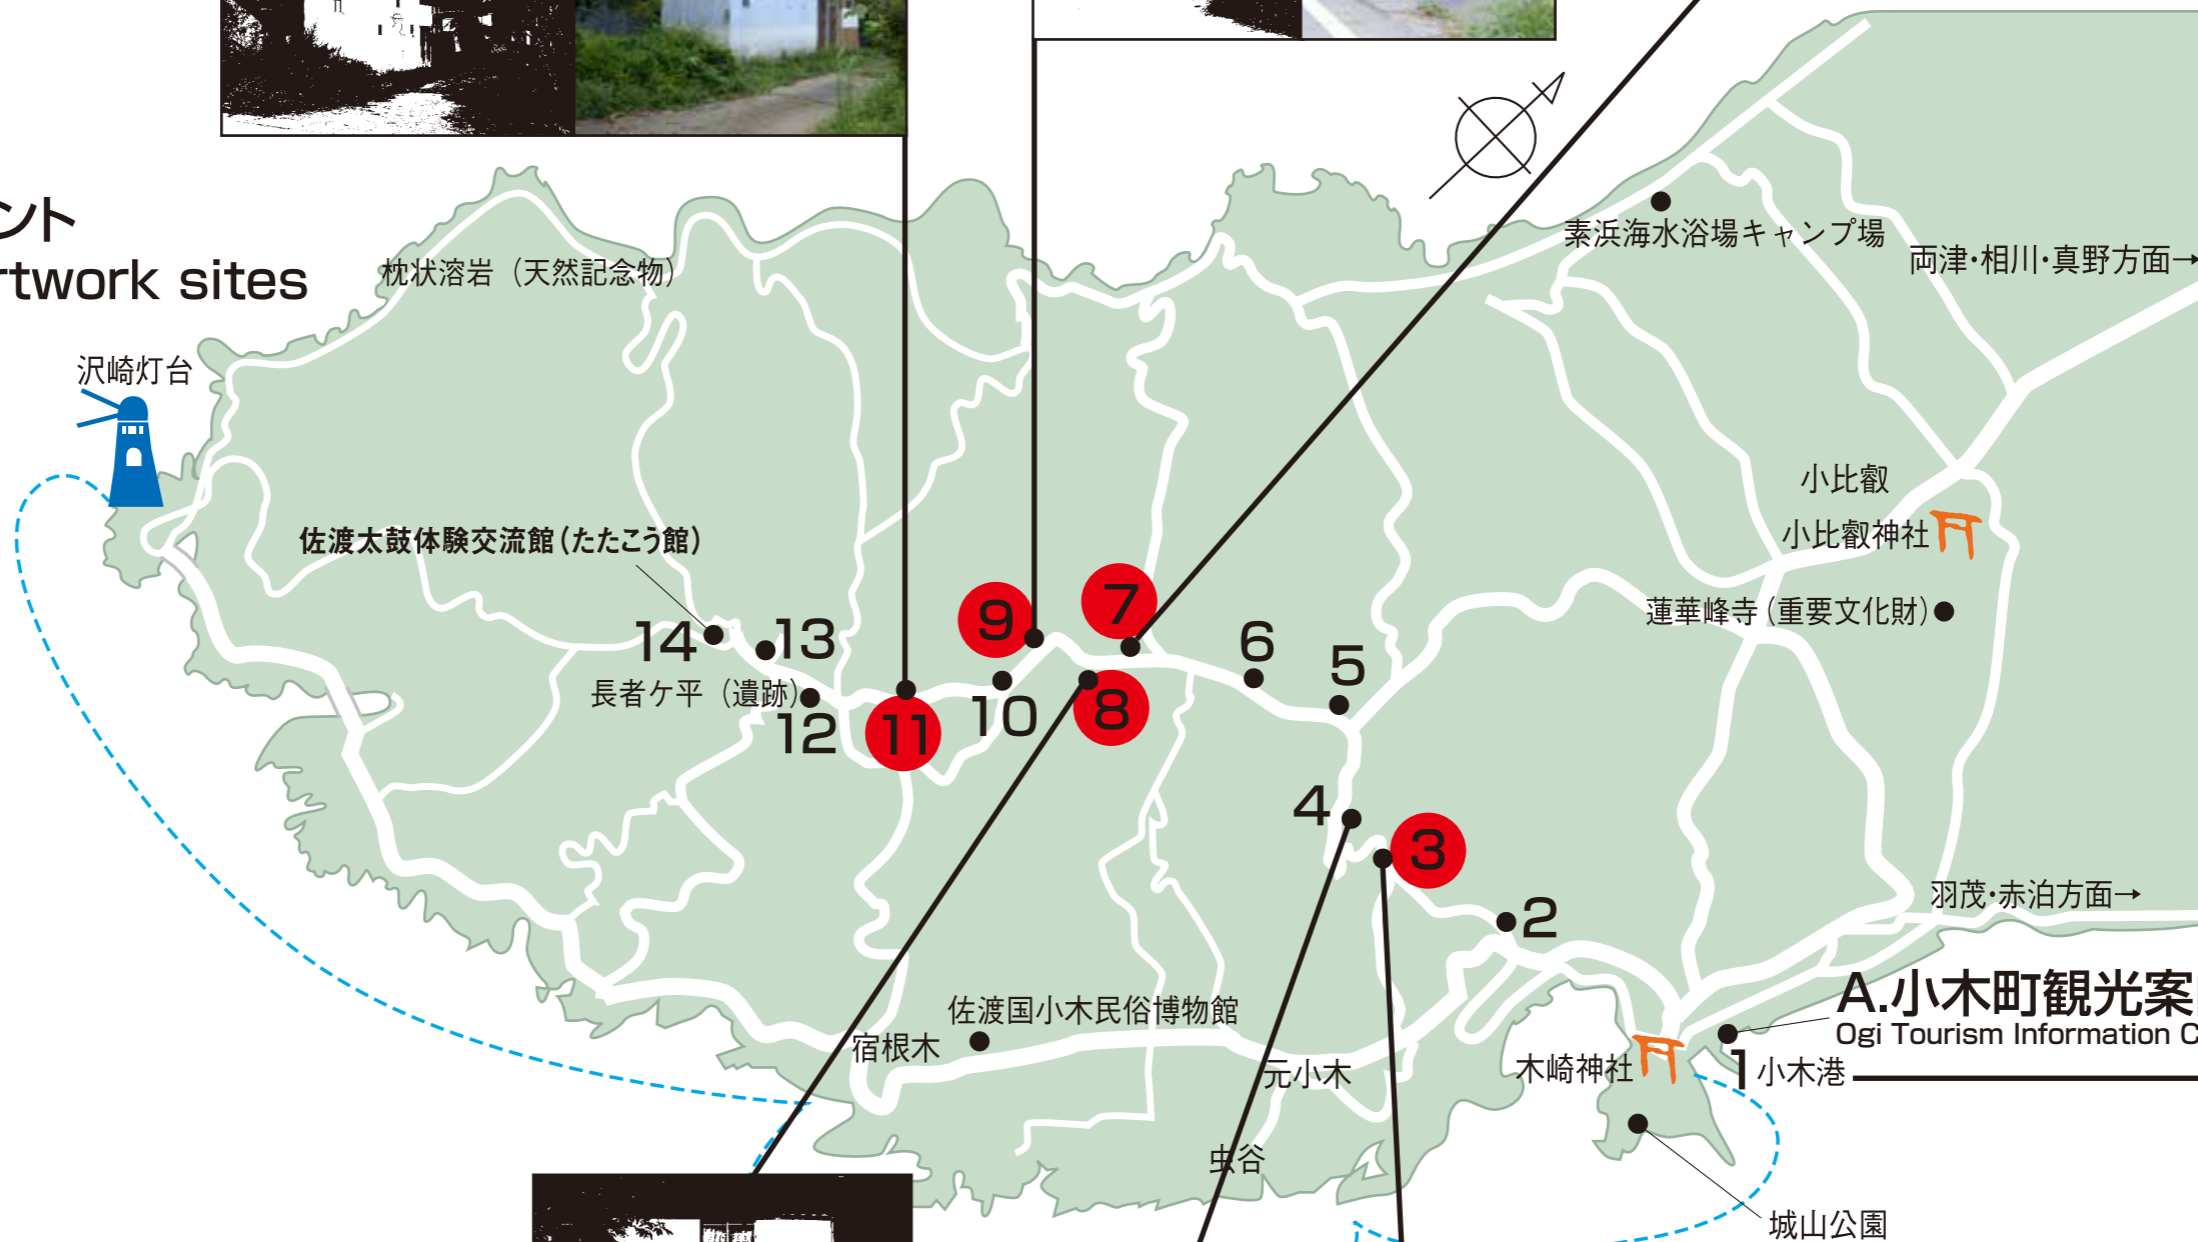 ント
rtwork sites
素浜海水浴場キャンプ場
両津・相川・真野方面→
枕状溶岩（天然記念物）
沢崎灯台
小比叡
小比叡神社
佐渡太鼓体験交流館（たたこう館）
蓮華峰寺（重要文化財）
9
7
14
13
6
5
長者ケ平（遺跡）
12
11
10
8
4
3
2
羽茂・赤泊方面→
A.小木町観光案
Ogi Tourism Information C
佐渡国小木民俗博物館
宿根木
元小木
木崎神社
1 小木港
虫谷
城山公園